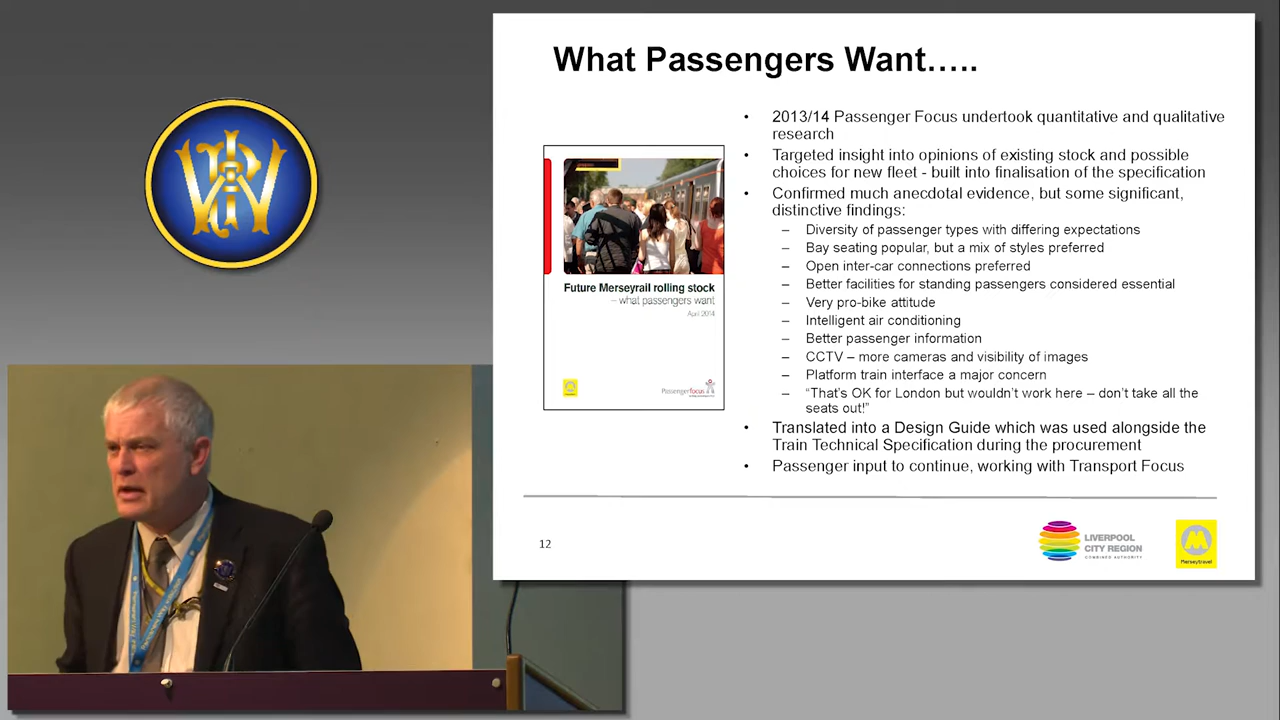 What Passengers Want…..
• 2013/14 Passenger Focus undertook quantitative and qualitative
research
• Targeted insight into opinions of existing stock and possible
choices for new fleet - built into finalisation of the specification
• Confirmed much anecdotal evidence, but some significant,
distinctive findings:
– Diversity of passenger types with differing expectations
– Bay seating popular, but a mix of styles preferred
– Open inter-car connections preferred
– Better facilities for standing passengers considered essential
– Very pro-bike attitude
– Intelligent air conditioning
– Better passenger information
– CCTV – more cameras and visibility of images
– Platform train interface a major concern
– “That’s OK for London but wouldn’t work here – don’t take all the
seats out!”
• Translated into a Design Guide which was used alongside the
Train Technical Specification during the procurement
• Passenger input to continue, working with Transport Focus
Future Merseyrail rolling stock
– what passengers want
April 2014
Passengerfocus
12
LIVERPOOL
CITY REGION
COMBINED AUTHORITY
Merseytravel